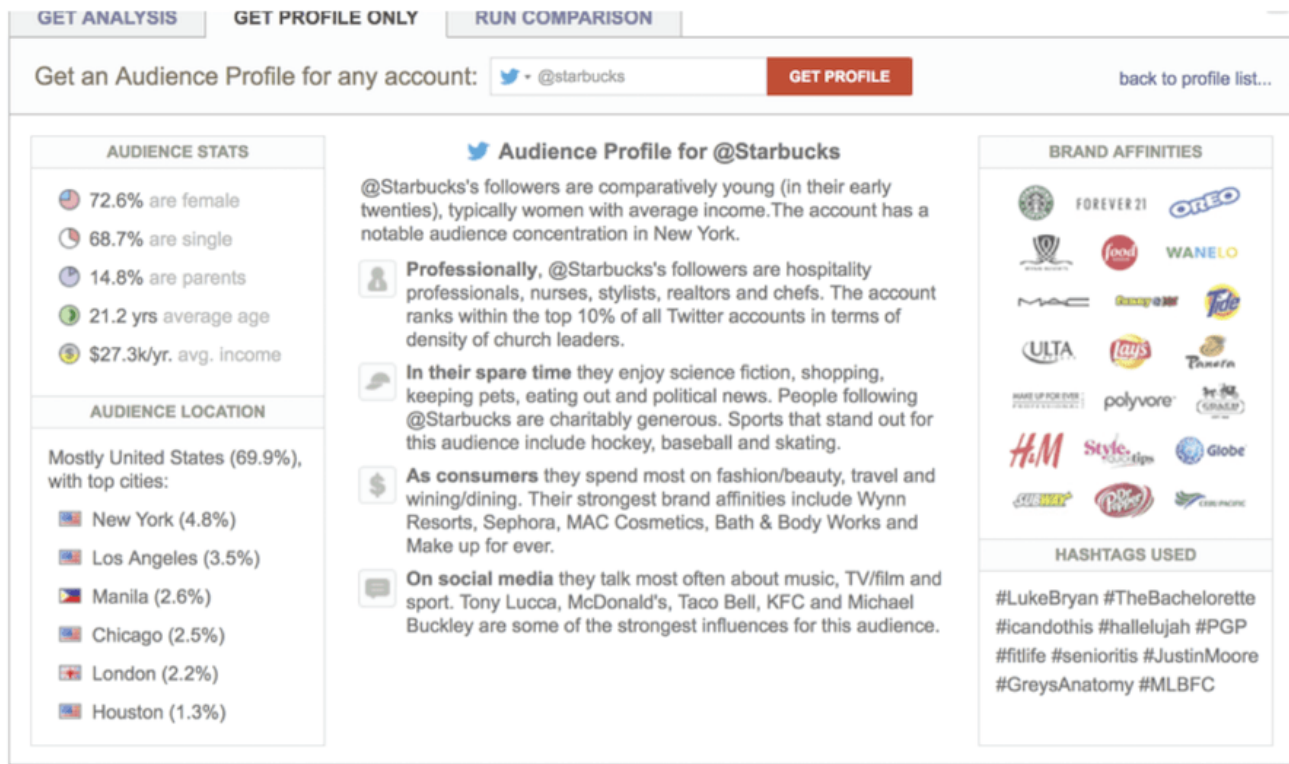 GET ANALYSIS
GET PROFILE ONLY
RUN COMPARISON
Get an Audience Profile for any account:
@starbucks
GET PROFILE
back to profile list...
AUDIENCE STATS
72.6% are female
68.7% are single
14.8% are parents
21.2 yrs average age
$27.3k/yr. avg. income
AUDIENCE LOCATION
Mostly United States (69.9%),
with top cities:
New York (4.8%)
Los Angeles (3.5%)
Manila (2.6%)
Chicago (2.5%)
London (2.2%)
Houston (1.3%)
Audience Profile for @Starbucks
@Starbucks's followers are comparatively young (in their early
twenties), typically women with average income.The account has a
notable audience concentration in New York.
Professionally, @Starbucks's followers are hospitality
professionals, nurses, stylists, realtors and chefs. The account
ranks within the top 10% of all Twitter accounts in terms of
density of church leaders.
In their spare time they enjoy science fiction, shopping,
keeping pets, eating out and political news. People following
@Starbucks are charitably generous. Sports that stand out for
this audience include hockey, baseball and skating.
As consumers they spend most on fashion/beauty, travel and
wining/dining. Their strongest brand affinities include Wynn
Resorts, Sephora, MAC Cosmetics, Bath & Body Works and
Make up for ever.
On social media they talk most often about music, TV/film and
sport. Tony Lucca, McDonald's, Taco Bell, KFC and Michael
Buckley are some of the strongest influences for this audience.
BRAND AFFINITIES
FOREVER 21
OREO
food
WANELO
MAC
Tide
ULTA
Lay's
Panera
MAKE UP FOR EVER
PROFESSIONAL
polyvore
COACH
H&M
Style
tips
Globe
SUBWAY
Dr Pepper
CEBU PACIFIC
HASHTAGS USED
#LukeBryan #TheBachelorette
#icandothis #hallelujah #PGP
#fitlife #senioritis #JustinMoore
#GreysAnatomy #MLBFC